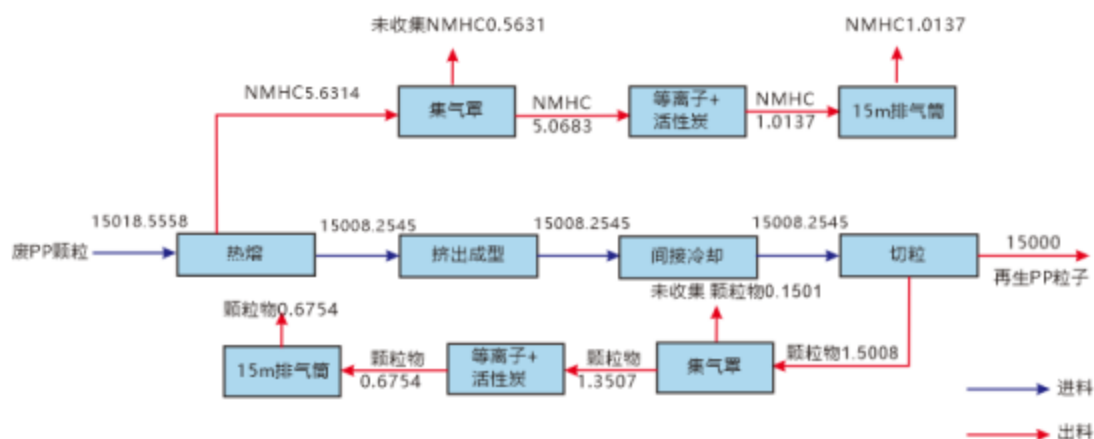 未收集NMHC0.5631
NMHC1.0137
NMHC5.6314
集气罩
NMHC
5.0683
等离子+
活性炭
NMHC
1.0137
15m排气筒
废PP颗粒
15018.5558
热熔
15008.2545
挤出成型
15008.2545
间接冷却
15008.2545
切粒
15000
再生PP粒子
未收集 颗粒物0.1501
颗粒物0.6754
15m排气筒
颗粒物
0.6754
等离子+
活性炭
颗粒物
1.3507
集气罩
颗粒物1.5008
进料
出料